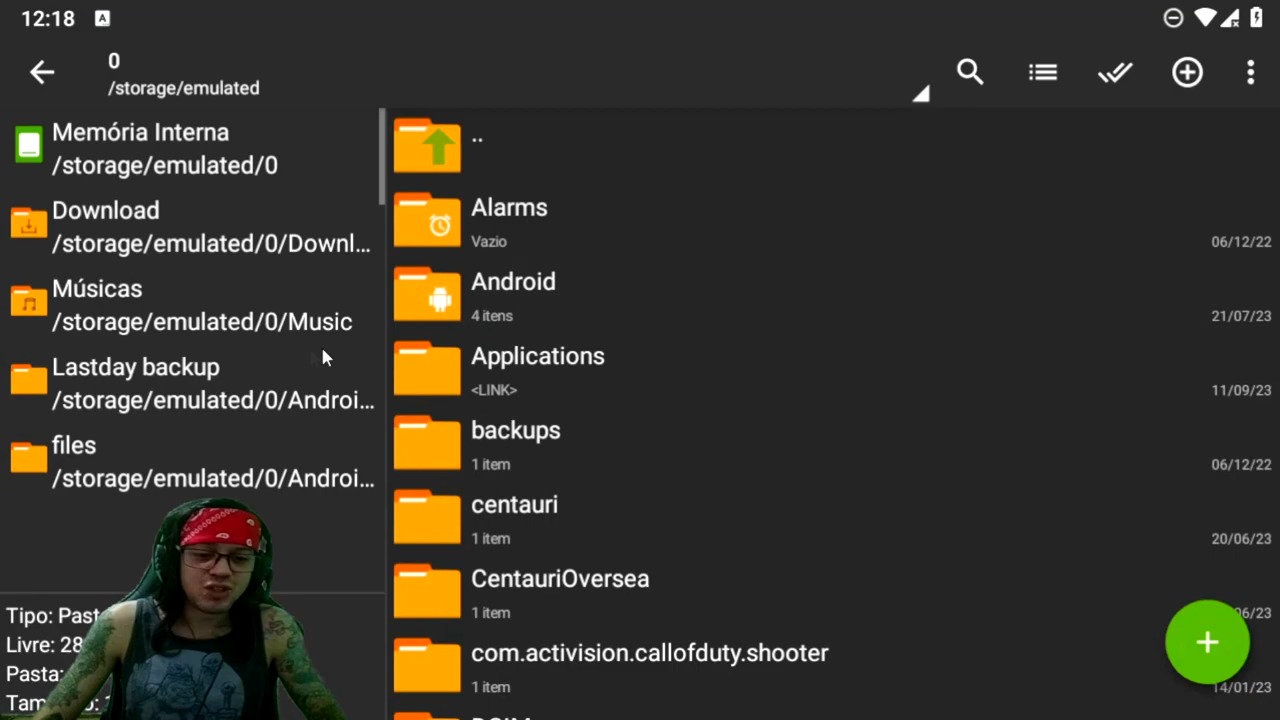 12:18
A
0
/storage/emulated
Memória Interna
/storage/emulated/0
Download
/storage/emulated/0/Downl...
Músicas
/storage/emulated/0/Music
Lastday backup
/storage/emulated/0/Androi...
files
/storage/emulated/0/Androi...
Tipo: Past
Livre: 28
Pasta:
..
Alarms
Vazio
06/12/22
Android
4 itens
21/07/23
Applications
<LINK>
11/09/23
backups
1 item
06/12/22
centauri
1 item
20/06/23
CentauriOversea
1 item
com.activision.callofduty.shooter
1 item
14/01/23